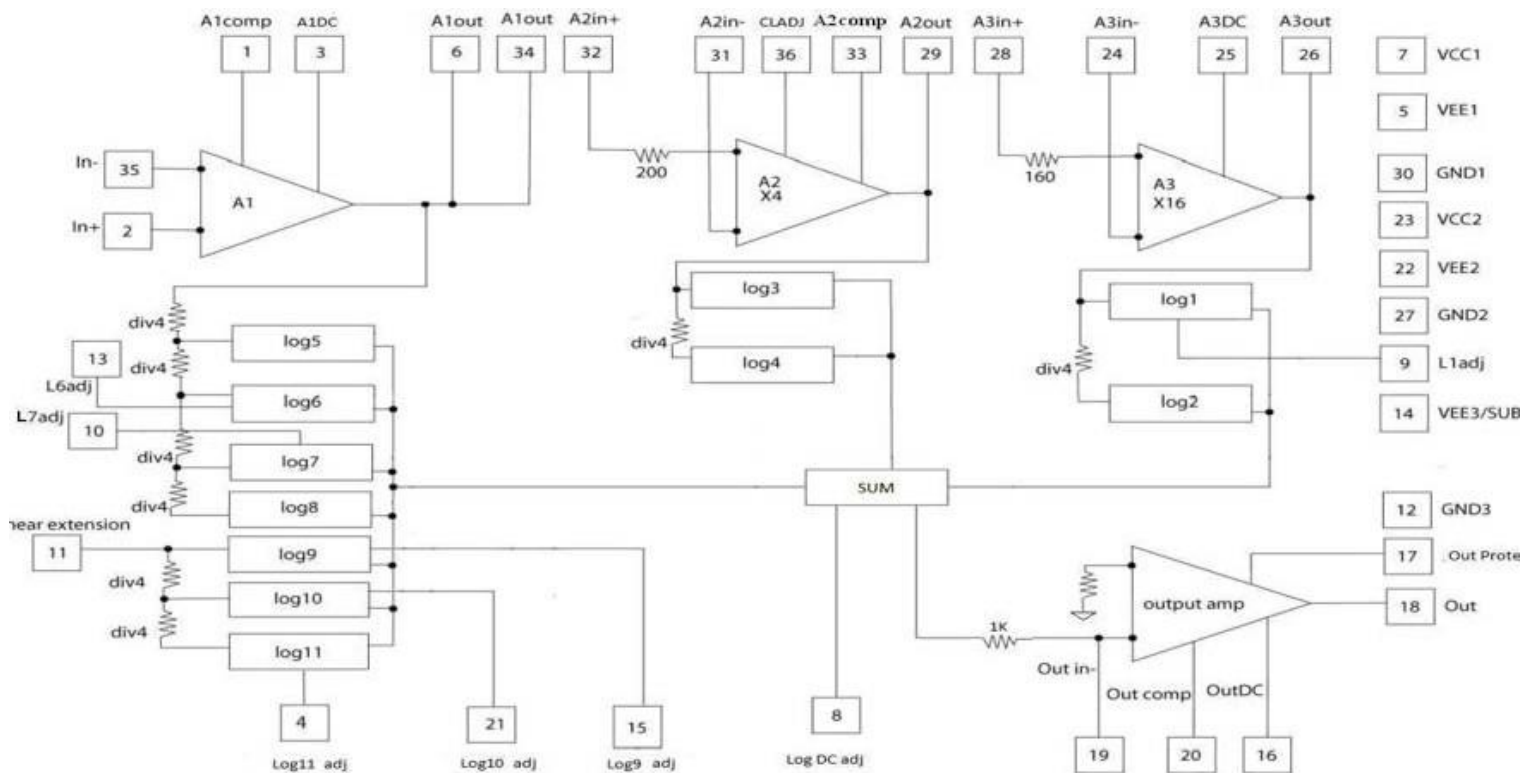 A1comp A1DC A1out A1out A2in+ A2in- CLADJ A2comp A2out A3in+ A3in- A3DC A3out
1 3 6 34 32 31 36 33 29 28 24 25 26 7 VCC1
5 VEE1
In- 35
200
160
30 GND1
A1
A2
X4
A3
X16
In+ 2
23 VCC2
22 VEE2
log3
log1
div4
27 GND2
log5
div4
13
div4
log4
div4
9 L1adj
L6adj
log6
log2
14 VEE3/SUB
L7adj
10
div4
log7
SUM
div4
log8
12 GND3
near extension
11
log9
17 Out Prote
div4
log10
output amp
18 Out
div4
1K
log11
Out in-
Out comp
OutDC
4
21
15
8
19
20
16
Log11 adj
Log10 adj
Log9 adj
Log DC adj